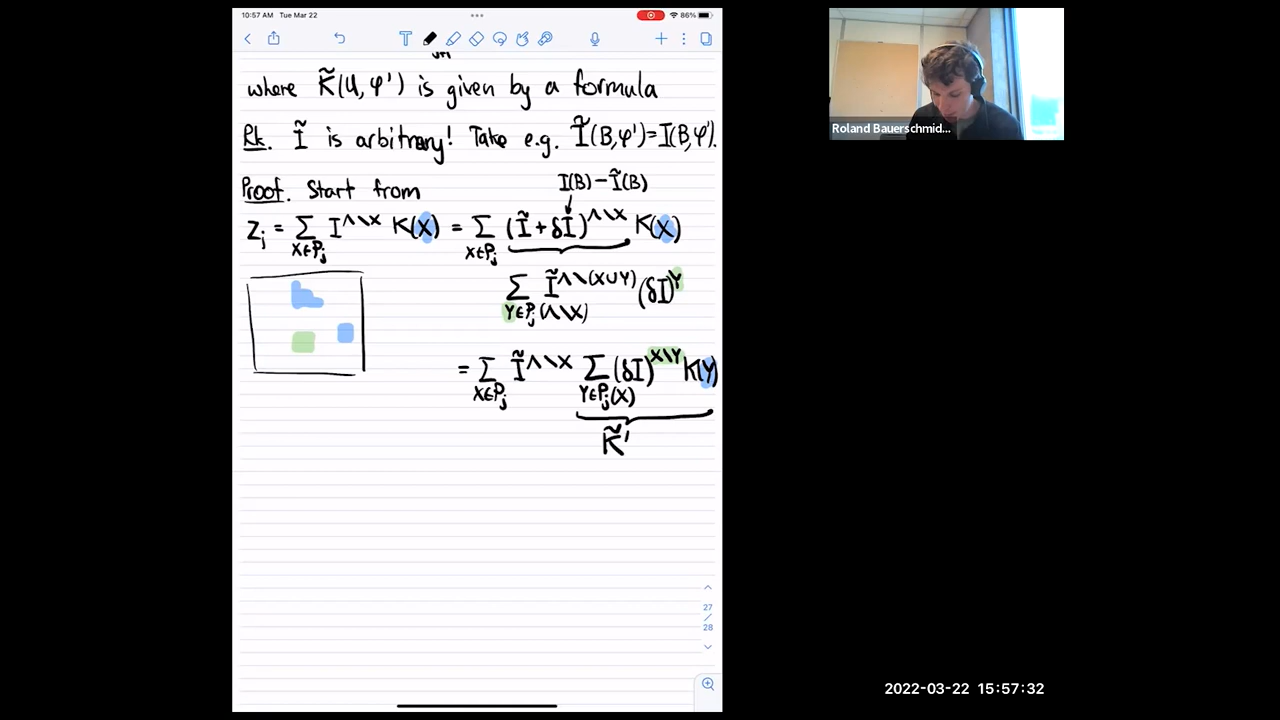 10:57 AM Tue Mar 22
86%
where K̃(U,φ') is given by a formula
Rk. Ĩ is arbitrary! Take e.g. Ĩ(B,φ')=I(B,φ').
Proof. Start from
I(B)-Ĩ(B)
↓
Z_j = Σ_{X∈P_j} I^{Λ\X} K(X) = Σ_{X∈P_j} (Ĩ+δI)^{Λ\X} K(X)
Σ_{Y∈P_j(Λ\X)} Ĩ^{Λ\(X∪Y)} (δI)^Y
= Σ_{X∈P_j} Ĩ^{Λ\X} Σ_{Y∈P_j(X)} (δI)^{X\Y} K(Y)
K̃'
27
/
28
Roland Bauerschmid...
2022-03-22 15:57:32